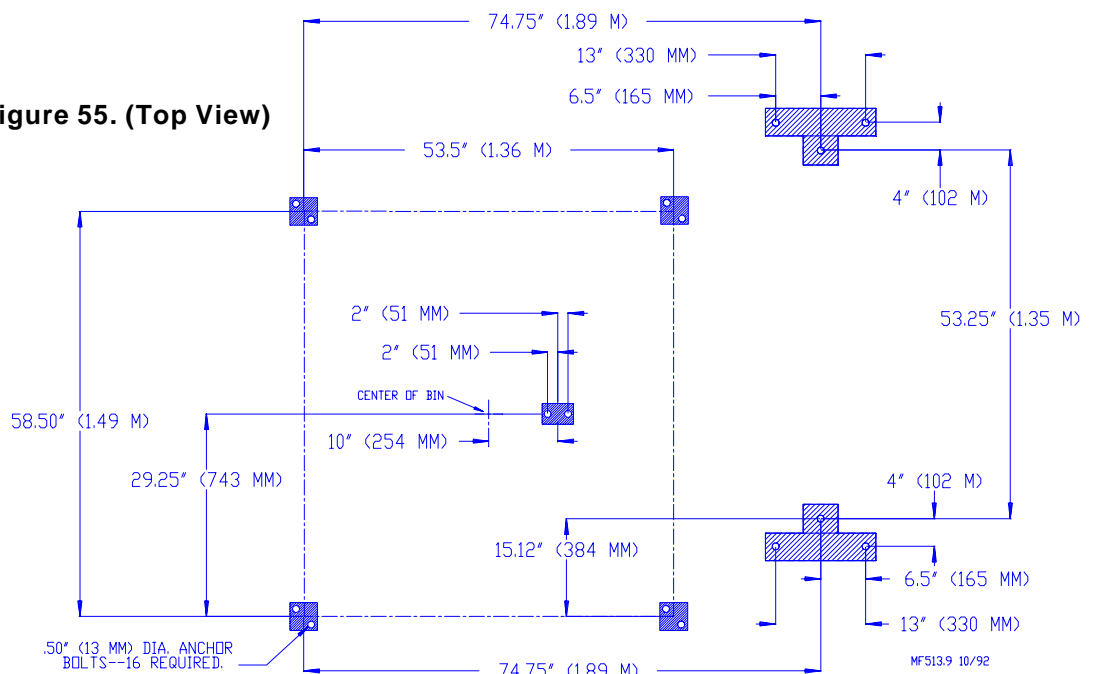 74.75″ (1.89 M)
13″ (330 MM)
6.5″ (165 MM)
igure 55. (Top View)
53.5″ (1.36 M)
4″ (102 M)
2″ (51 MM)
53.25″ (1.35 M)
2″ (51 MM)
CENTER OF BIN
58.50″ (1.49 M)
10″ (254 MM)
29.25″ (743 MM)
4″ (102 M)
15.12″ (384 MM)
6.5″ (165 MM)
13″ (330 MM)
.50″ (13 MM) DIA. ANCHOR
BOLTS--16 REQUIRED.
74.75″ (1.89 M)
MF513.9 10/92